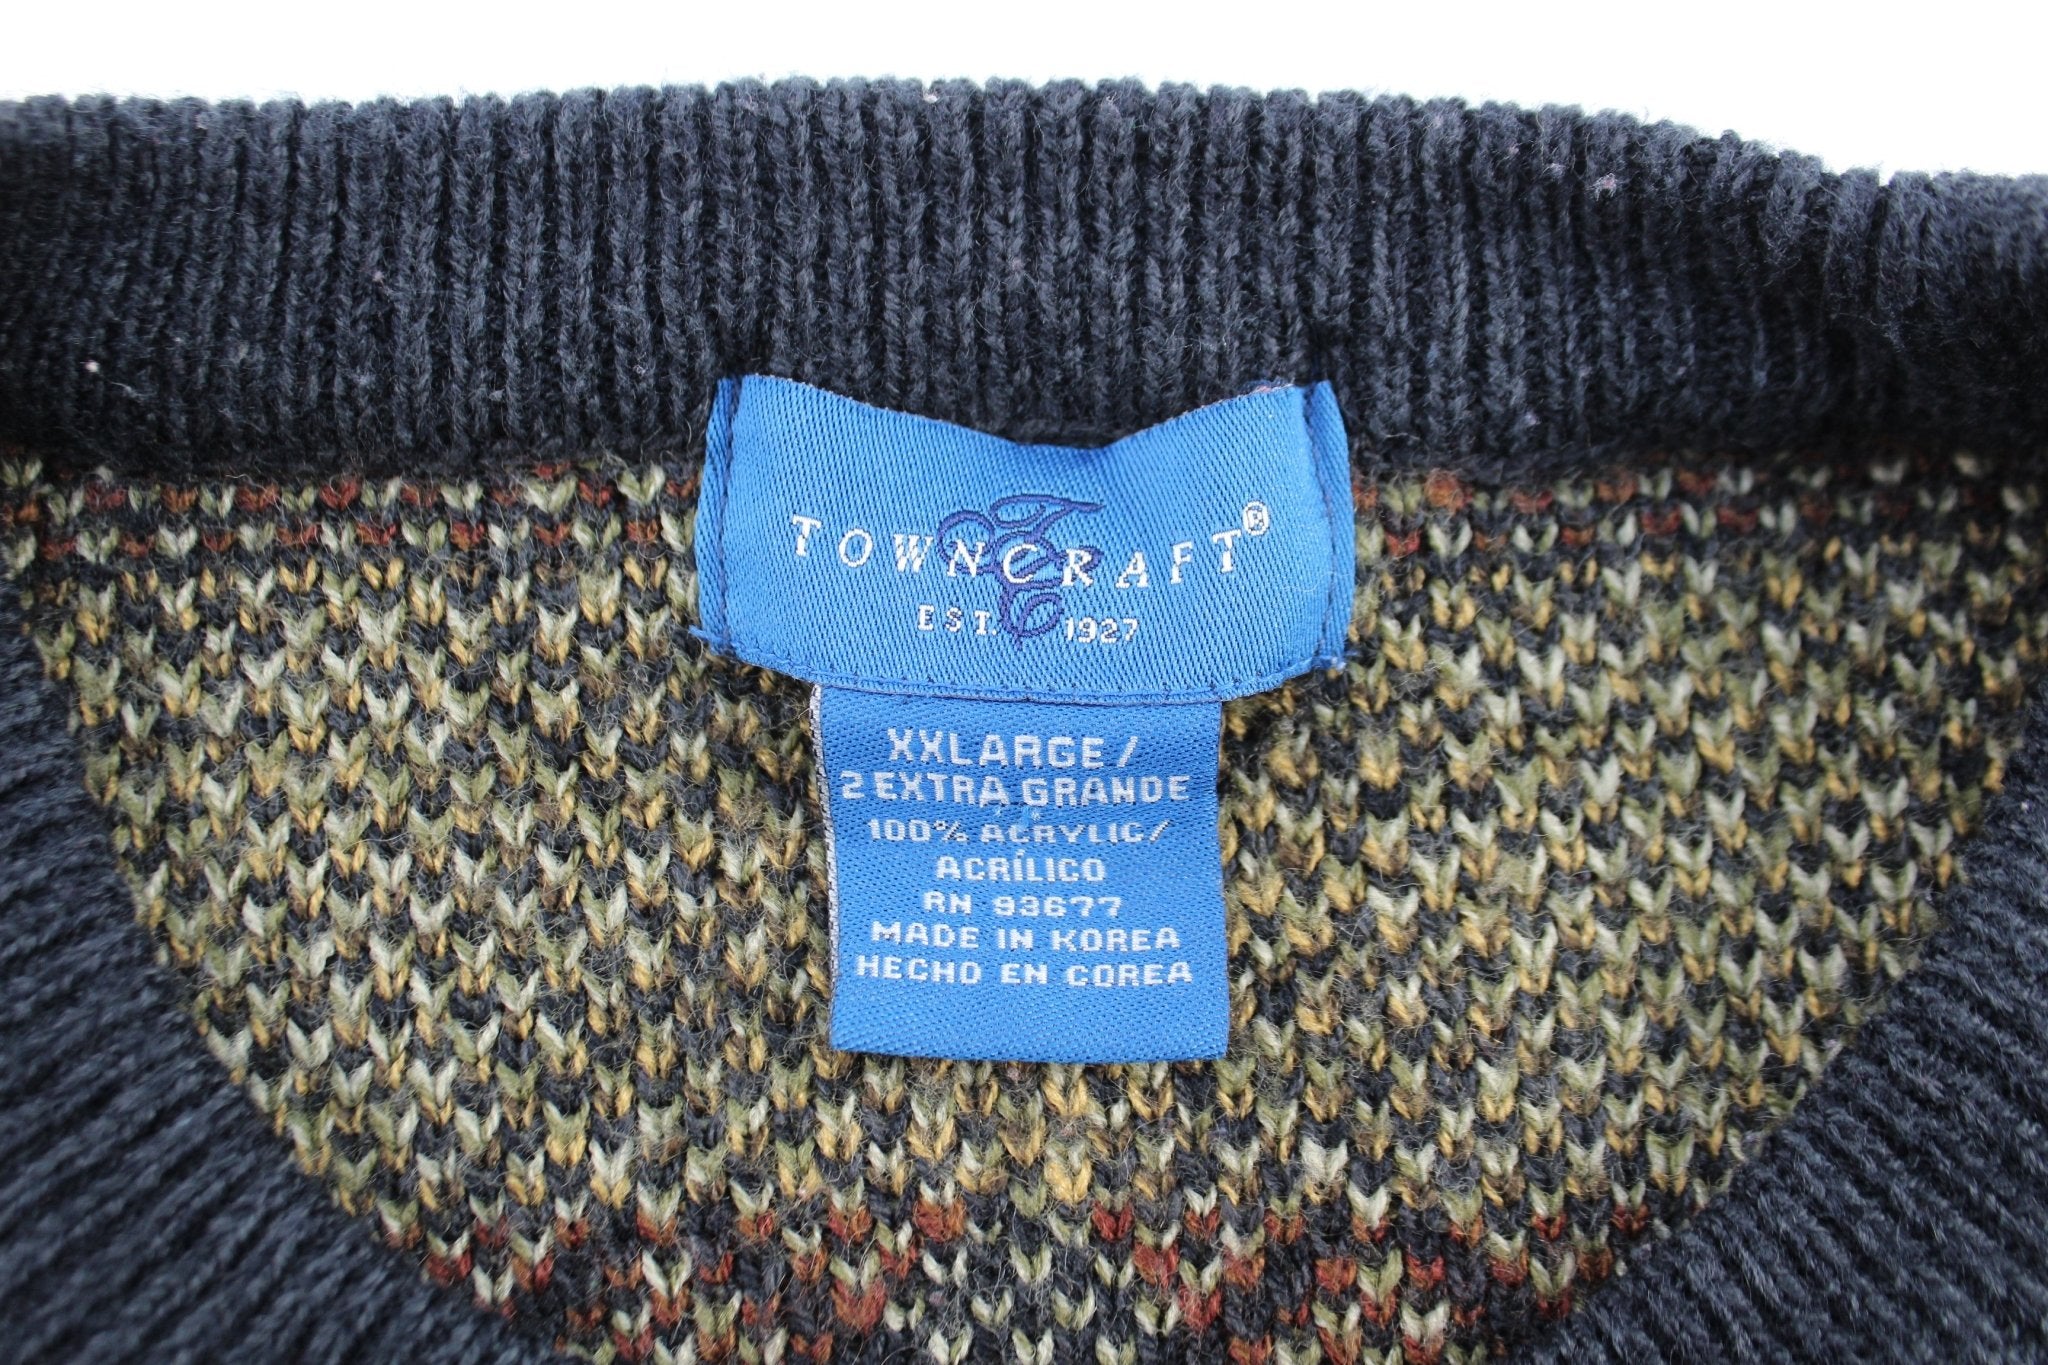 TOWNCRAFT®
EST. 1927
XXLARGE/
2 EXTRA GRANDE
100% ACRYLIC/
ACRÍLICO
RN 93677
MADE IN KOREA
HECHO EN COREA